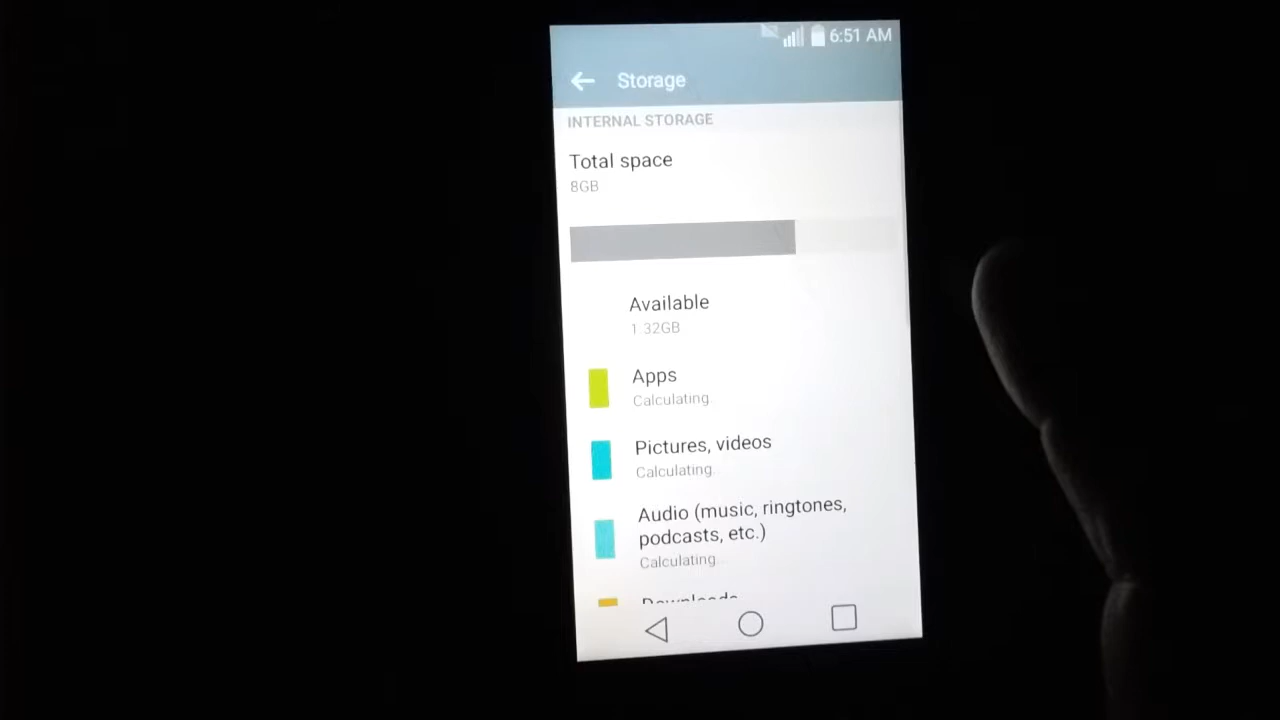 6:51 AM
Storage
INTERNAL STORAGE
Total space
8GB
Available
1.32GB
Apps
Calculating..
Pictures, videos
Calculating..
Audio (music, ringtones,
podcasts, etc.)
Calculating..
Downloads